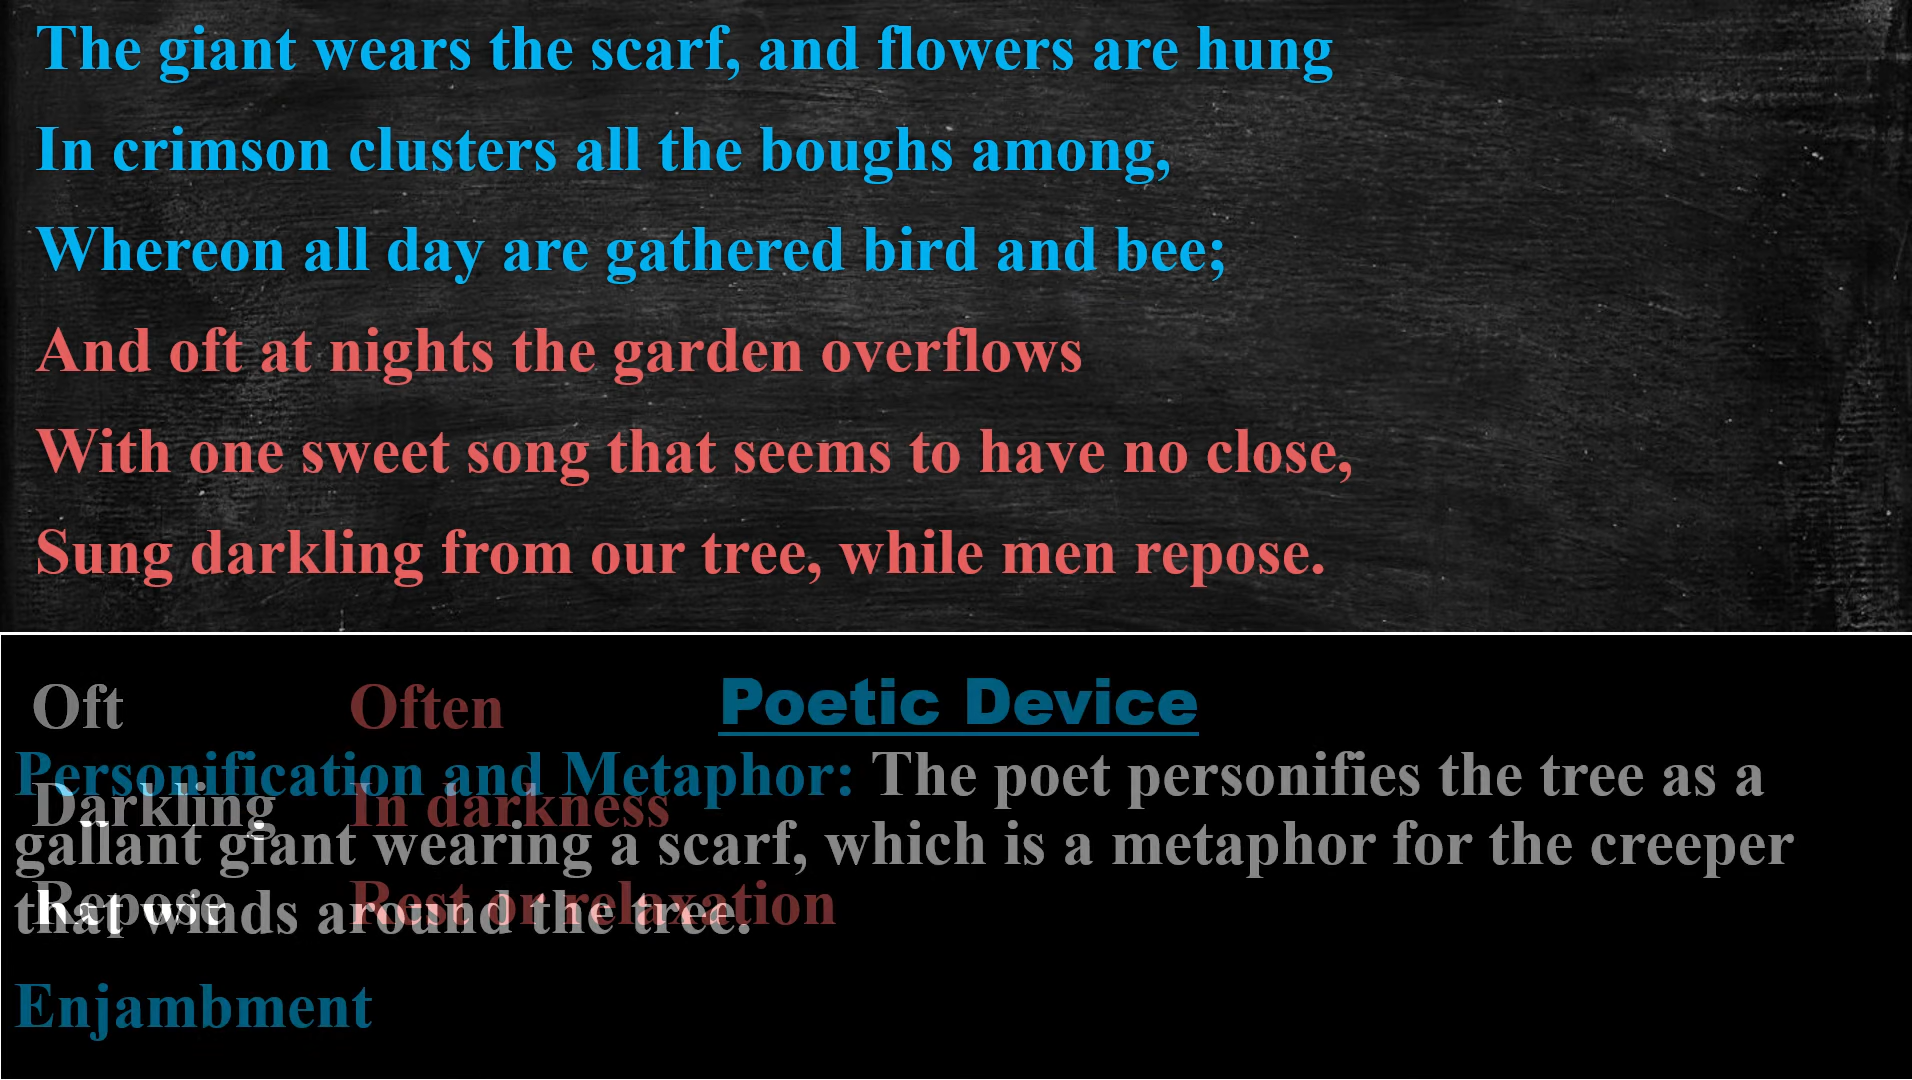 The giant wears the scarf, and flowers are hung
In crimson clusters all the boughs among,
Whereon all day are gathered bird and bee;
And oft at nights the garden overflows
With one sweet song that seems to have no close,
Sung darkling from our tree, while men repose.
Oft Often
Poetic Device
Darkling In darkness
Repose Rest or relaxation
Personification and Metaphor: The poet personifies the tree as a
gallant giant wearing a scarf, which is a metaphor for the creeper
that winds around the tree.
Enjambment